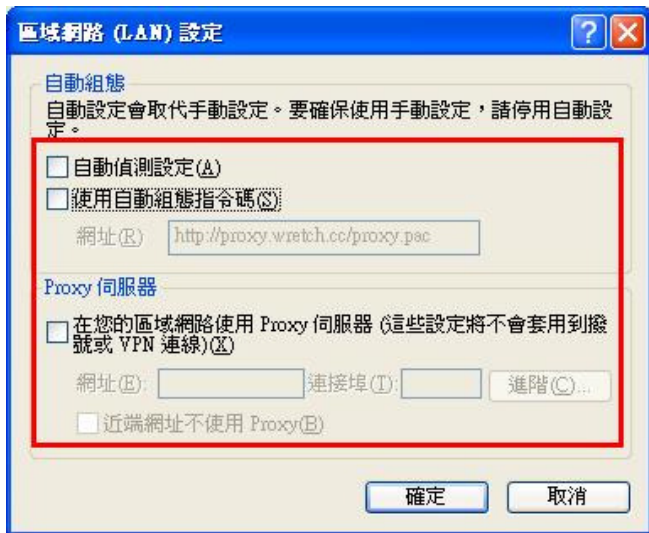 區域網路 (LAN) 設定
自動組態
自動設定會取代手動設定。要確保使用手動設定,請停用自動設
定。
自動偵測設定(A)
使用自動組態指令碼(S)
網址(R) http://proxy.wretch.cc/proxy.pac
Proxy 伺服器
在您的區域網路使用 Proxy 伺服器 (這些設定將不會套用到撥
號或 VPN 連線)(X)
網址(E): 連接埠(T): 進階(C)...
近端網址不使用 Proxy(B)
確定 取消